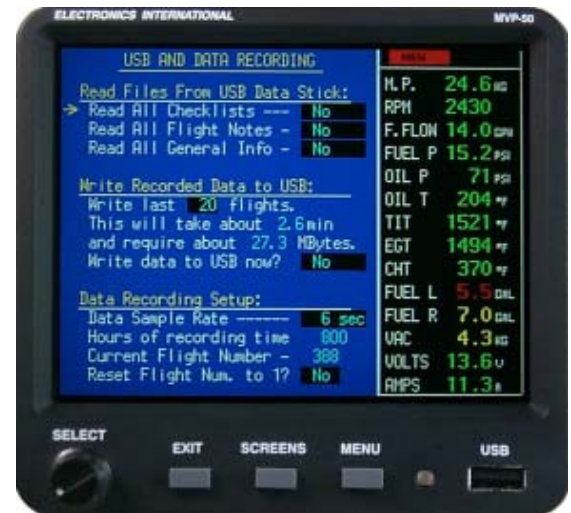 ELECTRONICS INTERNATIONAL
MVP-50
USB AND DATA RECORDING
Read Files From USB Data Stick:
Read All Checklists --- No
Read All Flight Notes - No
Read All General Info - No
Write Recorded Data to USB:
Write last 20 flights.
This will take about 2.6min
and require about 27.3 MBytes.
Write data to USB now? No
Data Recording Setup:
Data Sample Rate ------ 6 sec
Hours of recording time 800
Current Flight Number - 388
Reset Flight Num. to 1? No
M.P. 24.6 HG
RPM 2430
F.FLOW 14.0 GPH
FUEL P 15.2 PSI
OIL P 71 PSI
OIL T 204 °F
TIT 1521 °F
EGT 1494 °F
CHT 370 °F
FUEL L 5.5 GAL
FUEL R 7.0 GAL
VAC 4.3 HG
VOLTS 13.6 V
AMPS 11.3 A
SELECT
EXIT
SCREENS
MENU
USB